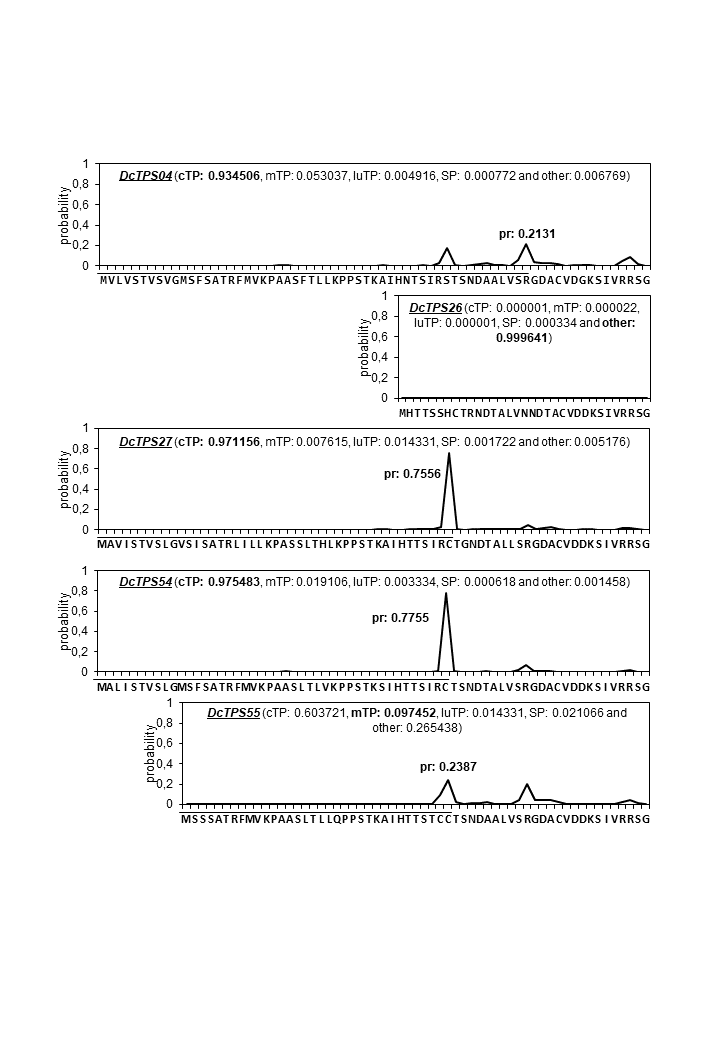 1
DcTPS04 (cTP: 0.934506, mTP: 0.053037, luTP: 0.004916, SP: 0.000772 and other: 0.006769)
0,8
0,6
probability
0,4
pr: 0.2131
0,2
0
MVLVSTVSVGMSFSATRFMVKPAASFTLLKPPSTKAIHNTSIRSTSNDAALVSRGDACVDGKSIVRRSG
1
DcTPS26 (cTP: 0.000001, mTP: 0.000022,
0,8
luTP: 0.000001, SP: 0.000334 and other:
0,6
0.999641)
probability
0,4
0,2
0
MHTTSSHCTRNDTALVNNDTACVDDKSIVRRSG
1
DcTPS27 (cTP: 0.971156, mTP: 0.007615, luTP: 0.014331, SP: 0.001722 and other: 0.005176)
0,8
pr: 0.7556
0,6
probability
0,4
0,2
0
MAVISTVSLGVSISATRLILLKPASSLTHLKPPSTKAIHTTSIRCTGNDTALLSRGDACVDDKSIVRRSG
1
DcTPS54 (cTP: 0.975483, mTP: 0.019106, luTP: 0.003334, SP: 0.000618 and other: 0.001458)
0,8
0,6
pr: 0.7755
probability
0,4
0,2
0
MALISTVSLGMSFSATRFMVKPAASLTLVKPPSTKSIHTTSIRCTSNDTALVSRGDACVDDKSIVRRSG
1
DcTPS55 (cTP: 0.603721, mTP: 0.097452, luTP: 0.014331, SP: 0.021066 and
0,8
other: 0.265438)
0,6
probability
0,4
pr: 0.2387
0,2
0
MSSSATRFMVKPAASLTLLQPPSTKAIHTTSTCCTSNDAALVSRGDACVDDKSIVRRSG